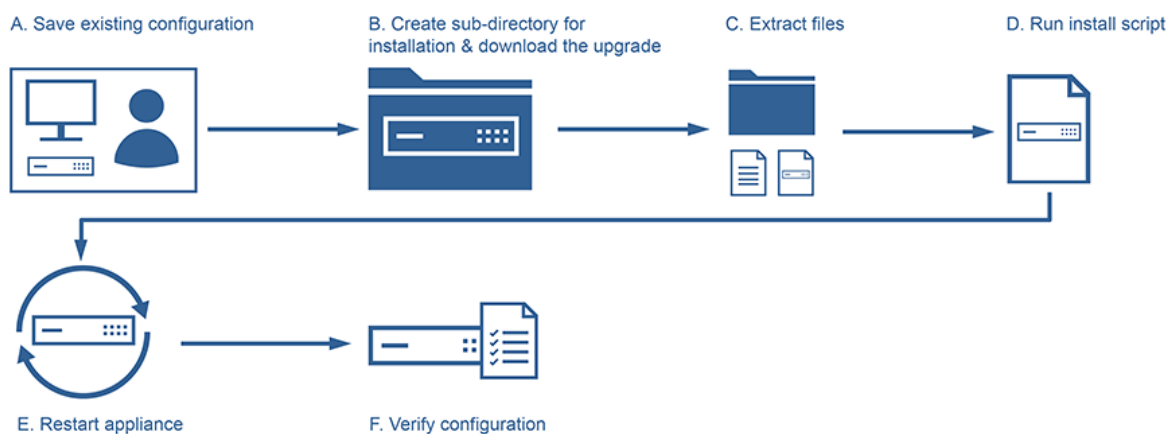 A. Save existing configuration
B. Create sub-directory for
installation & download the upgrade
C. Extract files
D. Run install script
E. Restart appliance
F. Verify configuration